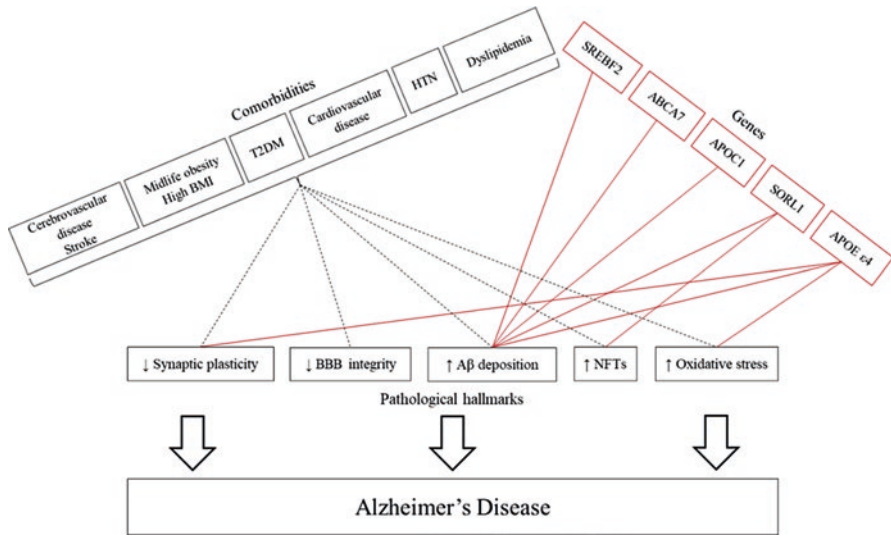 Comorbidities
Cerebrovascular
disease
Stroke
Midlife obesity
High BMI
T2DM
Cardiovascular
disease
HTN
Dyslipidemia
Genes
SREBF2
ABCA7
APOC1
SORL1
APOE ε4
↓ Synaptic plasticity
↓ BBB integrity
↑ Aβ deposition
↑ NFTs
↑ Oxidative stress
Pathological hallmarks
Alzheimer’s Disease